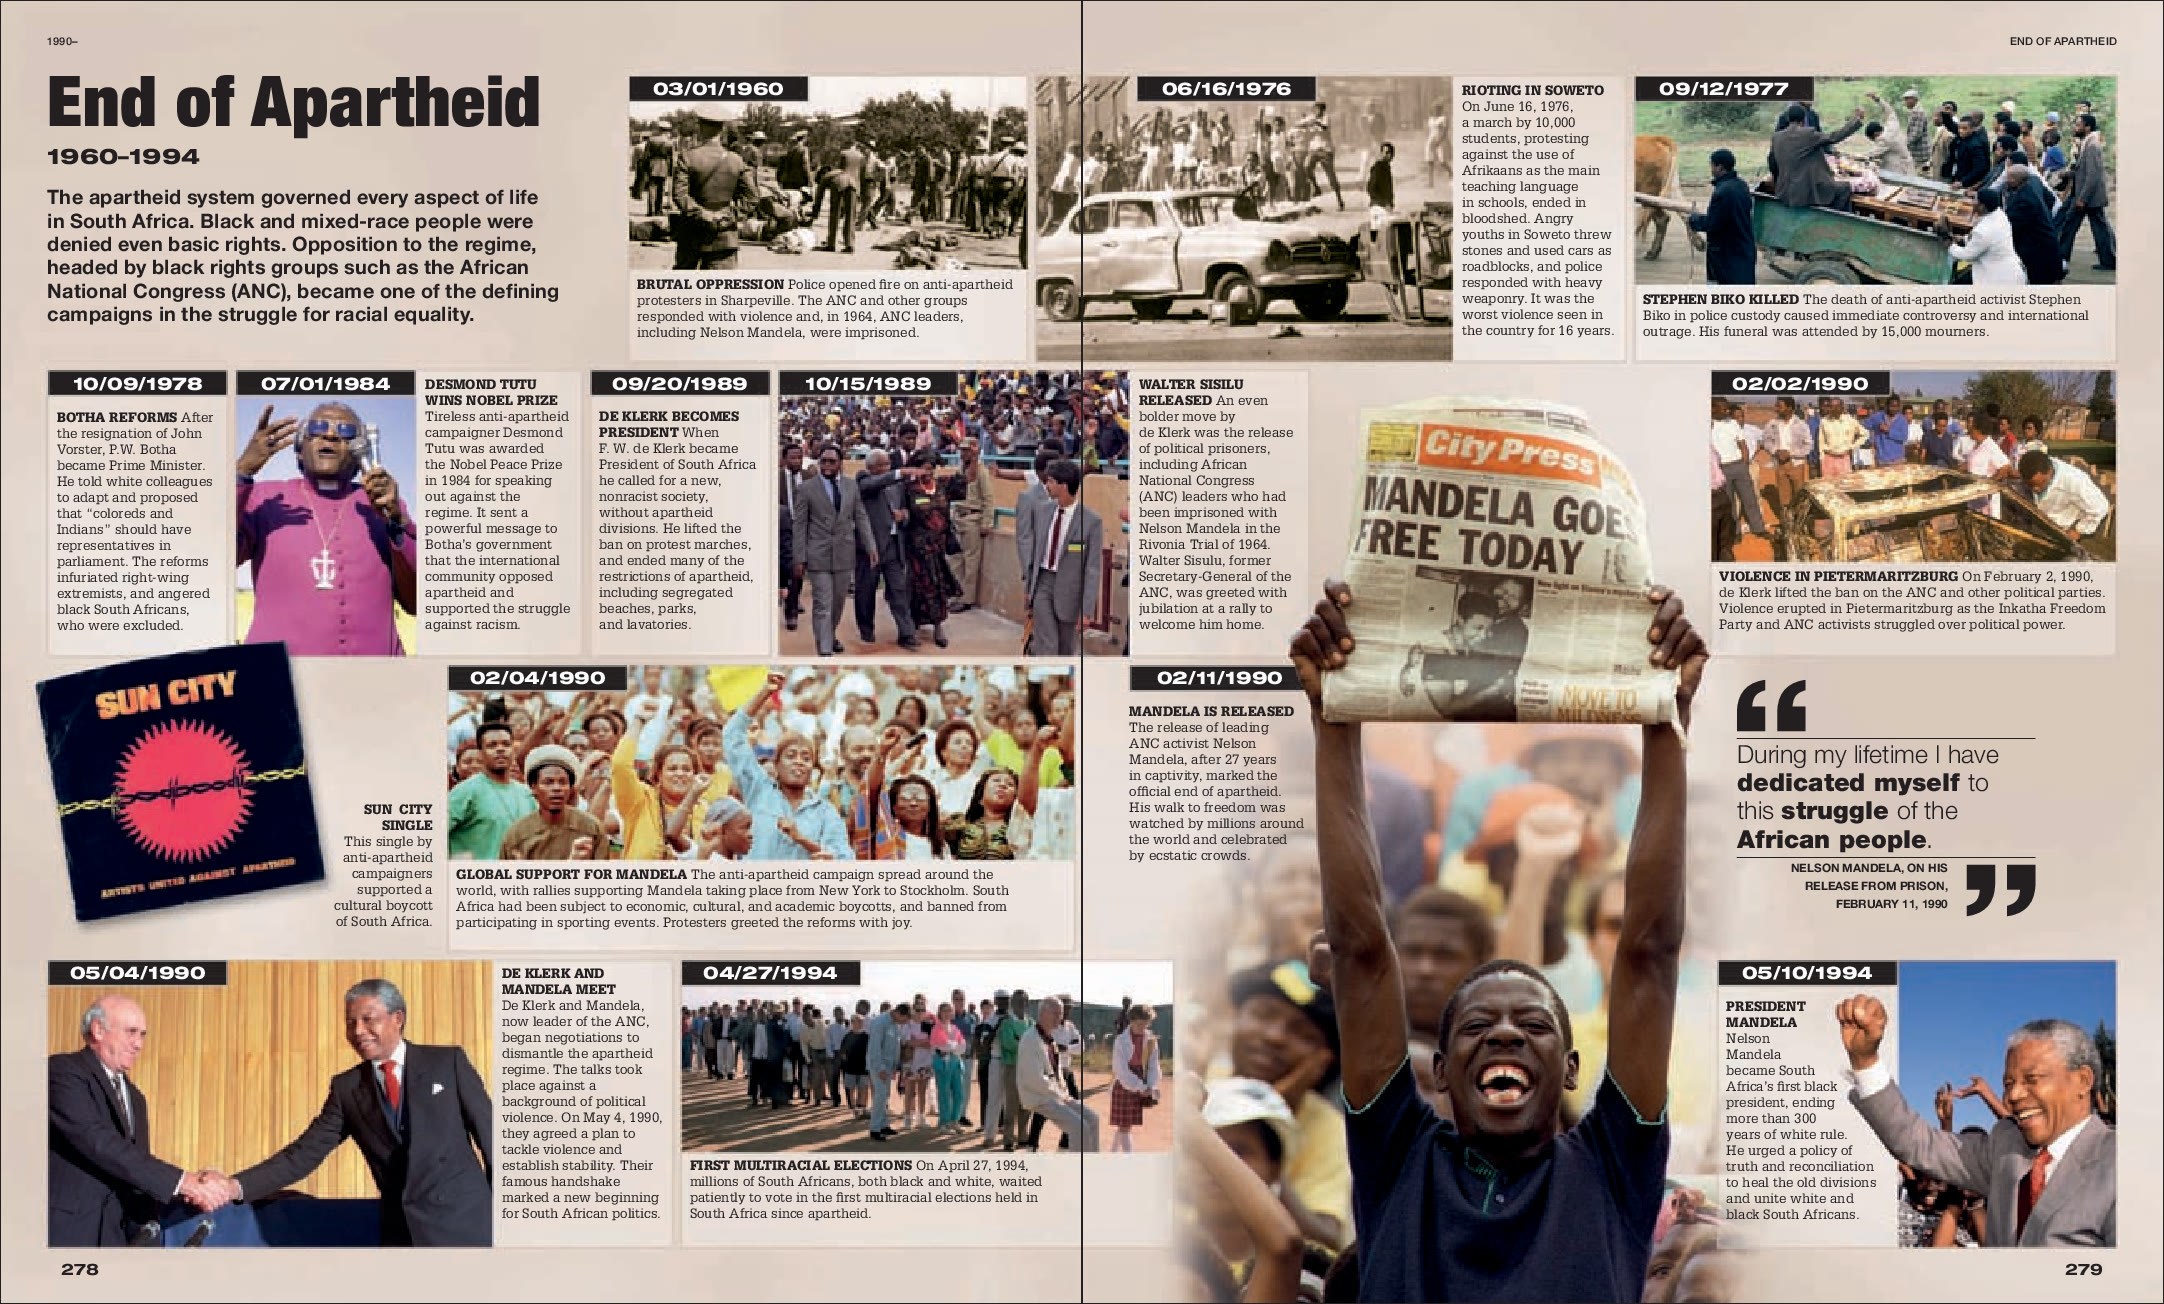 1990–
END OF APARTHEID
End of Apartheid
1960–1994
The apartheid system governed every aspect of life
in South Africa. Black and mixed-race people were
denied even basic rights. Opposition to the regime,
headed by black rights groups such as the African
National Congress (ANC), became one of the defining
campaigns in the struggle for racial equality.
03/01/1960
BRUTAL OPPRESSION Police opened fire on anti-apartheid
protesters in Sharpeville. The ANC and other groups
responded with violence and, in 1964, ANC leaders,
including Nelson Mandela, were imprisoned.
06/16/1976
RIOTING IN SOWETO
On June 16, 1976,
a march by 10,000
students, protesting
against the use of
Afrikaans as the main
teaching language
in schools, ended in
bloodshed. Angry
youths in Soweto threw
stones and used cars as
roadblocks, and police
responded with heavy
weaponry. It was the
worst violence seen in
the country for 16 years.
09/12/1977
STEPHEN BIKO KILLED The death of anti-apartheid activist Stephen
Biko in police custody caused immediate controversy and international
outrage. His funeral was attended by 15,000 mourners.
10/09/1978
BOTHA REFORMS After
the resignation of John
Vorster, P.W. Botha
became Prime Minister.
He told white colleagues
to adapt and proposed
that “coloreds and
Indians” should have
representatives in
parliament. The reforms
infuriated right-wing
extremists, and angered
black South Africans,
who were excluded.
07/01/1984
DESMOND TUTU
WINS NOBEL PRIZE
Tireless anti-apartheid
campaigner Desmond
Tutu was awarded
the Nobel Peace Prize
in 1984 for speaking
out against the
regime. It sent a
powerful message to
Botha’s government
that the international
community opposed
apartheid and
supported the struggle
against racism.
09/20/1989
DE KLERK BECOMES
PRESIDENT When
F. W. de Klerk became
President of South Africa
he called for a new,
nonracist society,
without apartheid
divisions. He lifted the
ban on protest marches,
and ended many of the
restrictions of apartheid,
including segregated
beaches, parks,
and lavatories.
10/15/1989
WALTER SISILU
RELEASED An even
bolder move by
de Klerk was the release
of political prisoners,
including African
National Congress
(ANC) leaders who had
been imprisoned with
Nelson Mandela in the
Rivonia Trial of 1964.
Walter Sisulu, former
Secretary-General of the
ANC, was greeted with
jubilation at a rally to
welcome him home.
City Press
MANDELA GOES
FREE TODAY
MOVE TO
02/02/1990
VIOLENCE IN PIETERMARITZBURG On February 2, 1990,
de Klerk lifted the ban on the ANC and other political parties.
Violence erupted in Pietermaritzburg as the Inkatha Freedom
Party and ANC activists struggled over political power.
SUN CITY
ARTISTS UNITED AGAINST APARTHEID
SUN CITY
SINGLE
This single by
anti-apartheid
campaigners
supported a
cultural boycott
of South Africa.
02/04/1990
GLOBAL SUPPORT FOR MANDELA The anti-apartheid campaign spread around the
world, with rallies supporting Mandela taking place from New York to Stockholm. South
Africa had been subject to economic, cultural, and academic boycotts, and banned from
participating in sporting events. Protesters greeted the reforms with joy.
02/11/1990
MANDELA IS RELEASED
The release of leading
ANC activist Nelson
Mandela, after 27 years
in captivity, marked the
official end of apartheid.
His walk to freedom was
watched by millions around
the world and celebrated
by ecstatic crowds.
“
During my lifetime I have
dedicated myself to
this struggle of the
African people.
NELSON MANDELA, ON HIS
RELEASE FROM PRISON,
FEBRUARY 11, 1990
”
05/04/1990
DE KLERK AND
MANDELA MEET
De Klerk and Mandela,
now leader of the ANC,
began negotiations to
dismantle the apartheid
regime. The talks took
place against a
background of political
violence. On May 4, 1990,
they agreed a plan to
tackle violence and
establish stability. Their
famous handshake
marked a new beginning
for South African politics.
04/27/1994
FIRST MULTIRACIAL ELECTIONS On April 27, 1994,
millions of South Africans, both black and white, waited
patiently to vote in the first multiracial elections held in
South Africa since apartheid.
05/10/1994
PRESIDENT
MANDELA
Nelson
Mandela
became South
Africa’s first black
president, ending
more than 300
years of white rule.
He urged a policy of
truth and reconciliation
to heal the old divisions
and unite white and
black South Africans.
278
279